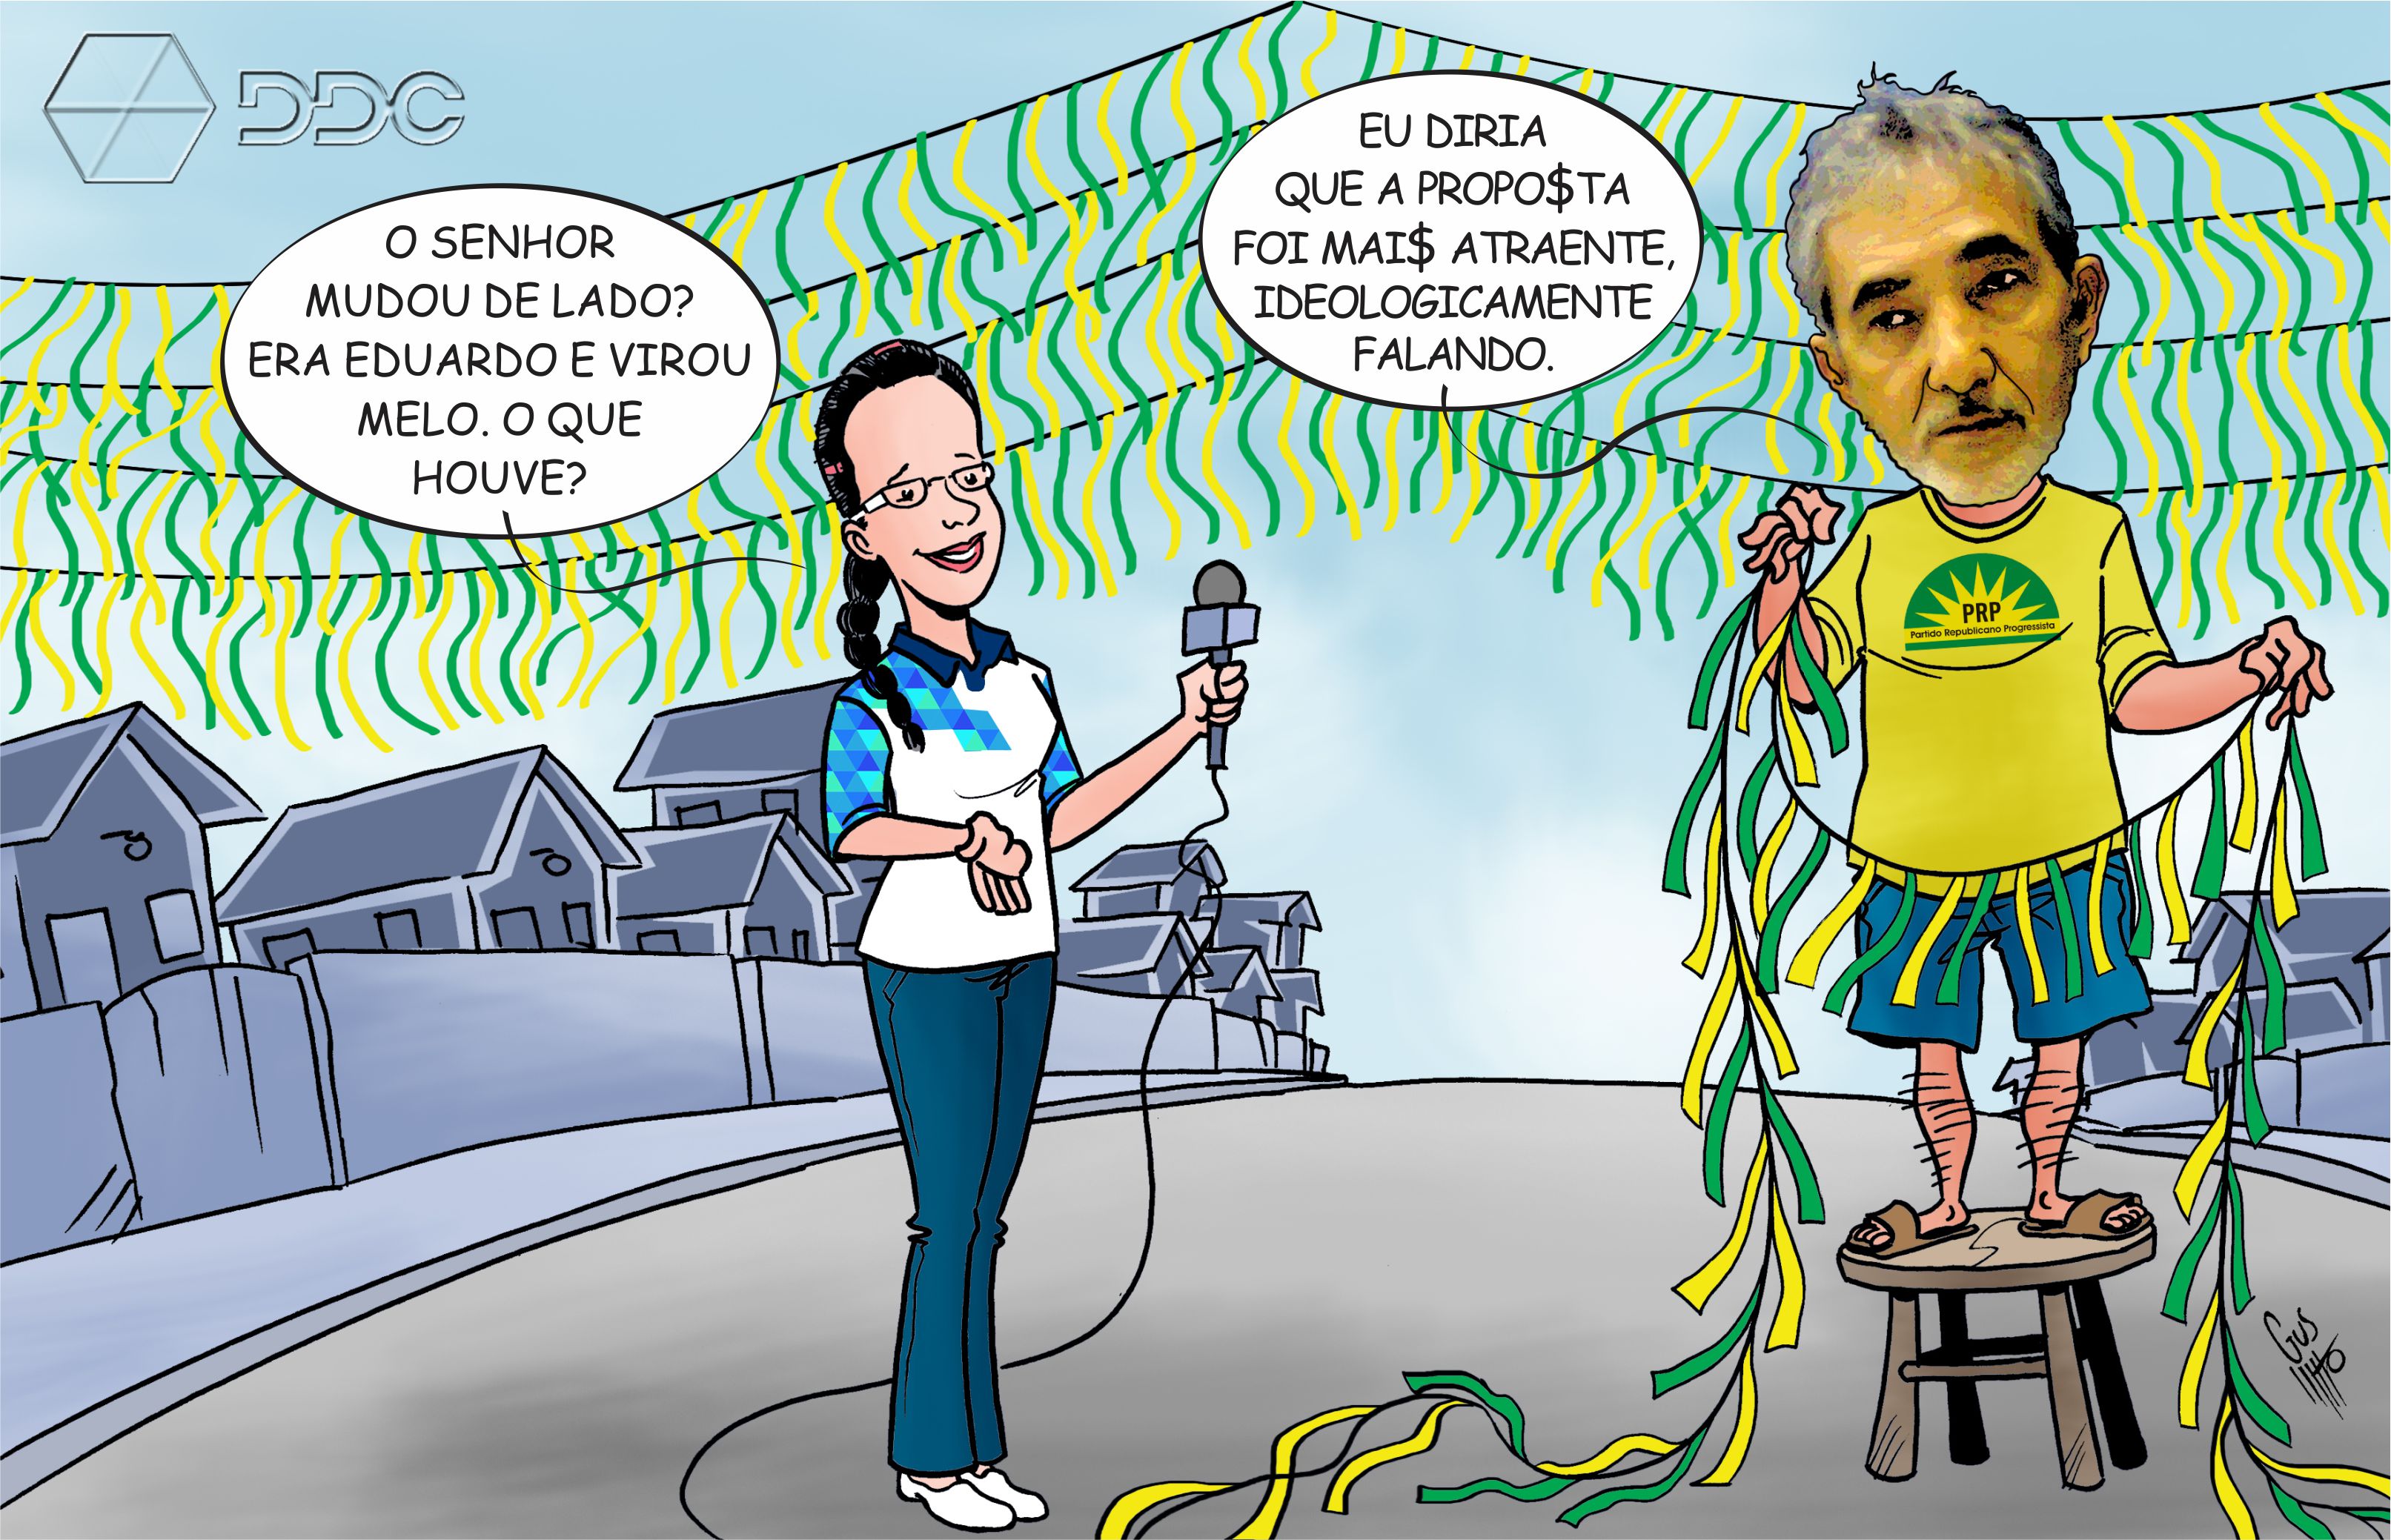 DDC
O SENHOR
MUDOU DE LADO?
ERA EDUARDO E VIROU
MELO. O QUE
HOUVE?
EU DIRIA
QUE A PROPO$TA
FOI MAI$ ATRAENTE,
IDEOLOGICAMENTE
FALANDO.
PRP
Partido Republicano Progressista